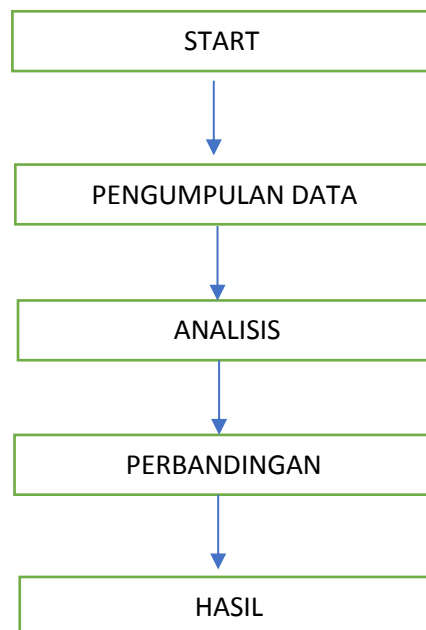 START
PENGUMPULAN DATA
ANALISIS
PERBANDINGAN
HASIL